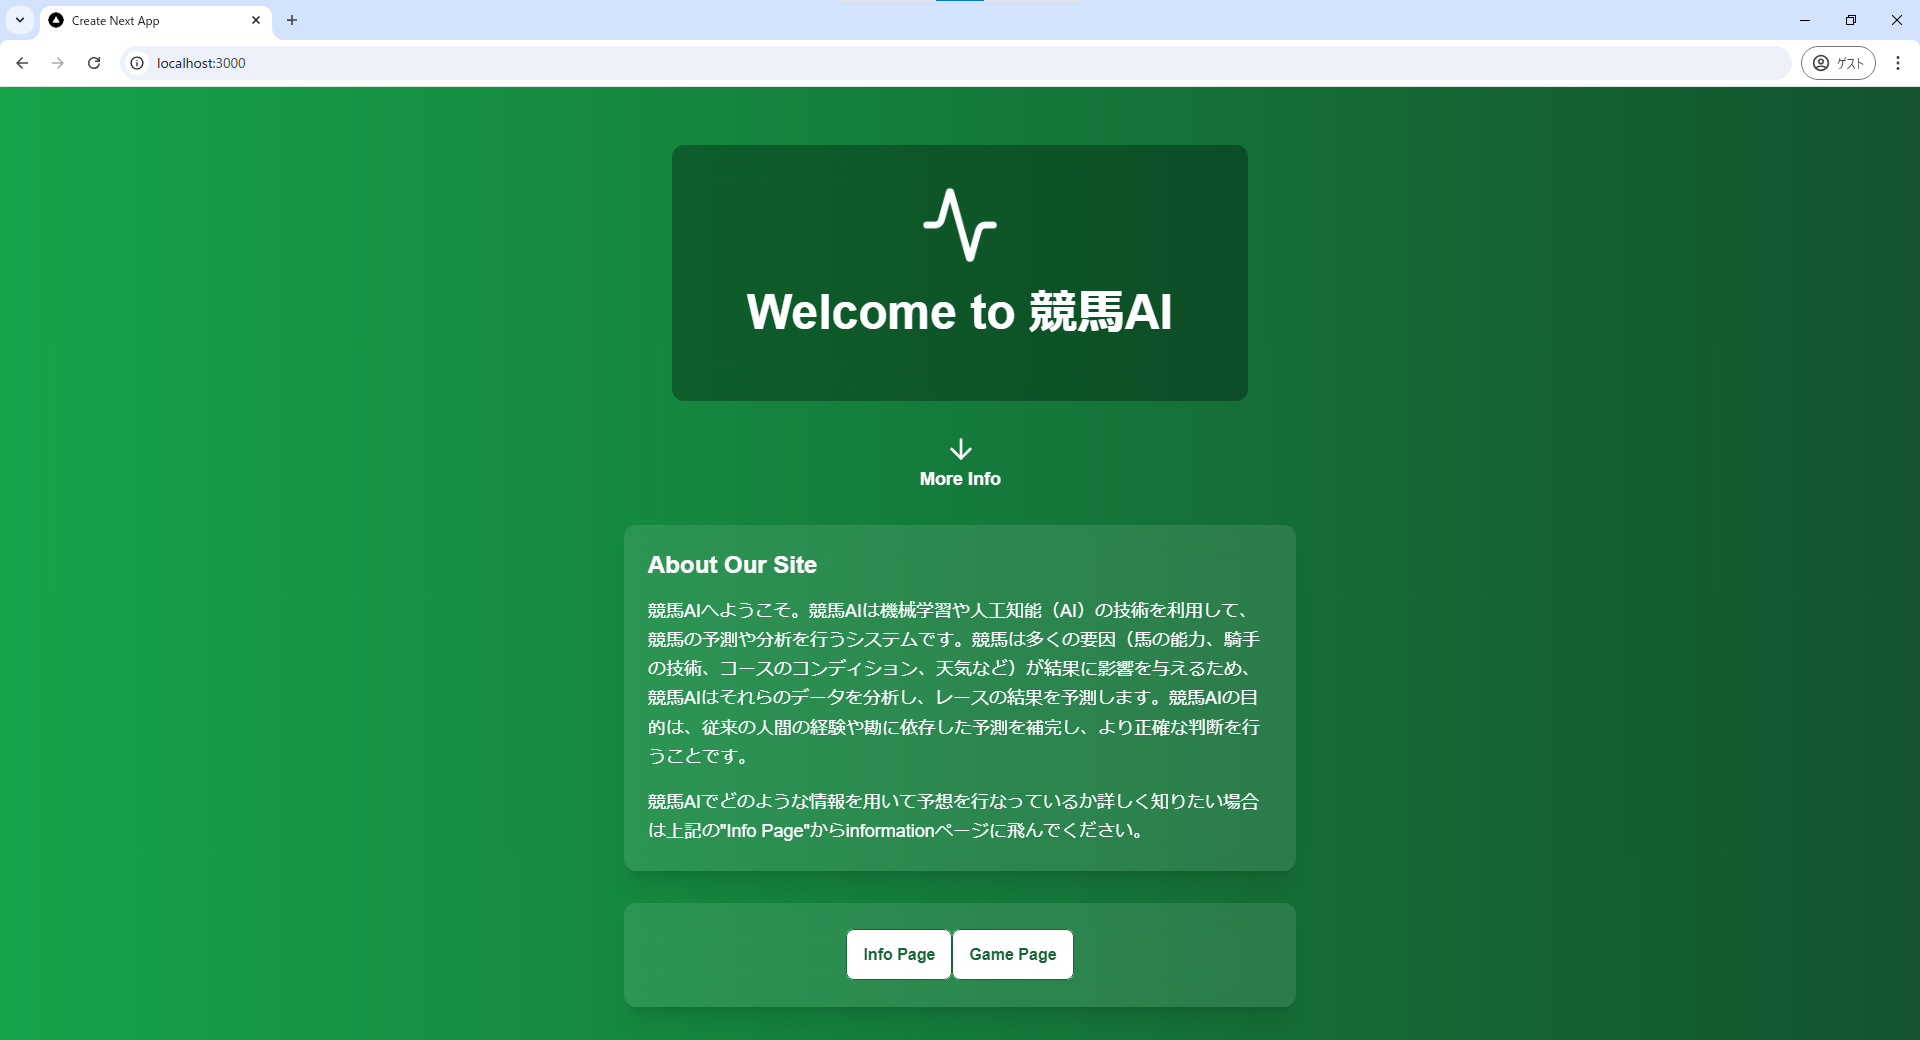 Create Next App
localhost:3000
ゲスト
Welcome to 競馬AI
More Info
About Our Site
競馬AIへようこそ。競馬AIは機械学習や人工知能（AI）の技術を利用して、
競馬の予測や分析を行うシステムです。競馬は多くの要因（馬の能力、騎手
の技術、コースのコンディション、天気など）が結果に影響を与えるため、
競馬AIはそれらのデータを分析し、レースの結果を予測します。競馬AIの目
的は、従来の人間の経験や勘に依存した予測を補完し、より正確な判断を行
うことです。
競馬AIでどのような情報を用いて予想を行なっているか詳しく知りたい場合
は上記の"Info Page"からinformationページに飛んでください。
Info Page
Game Page